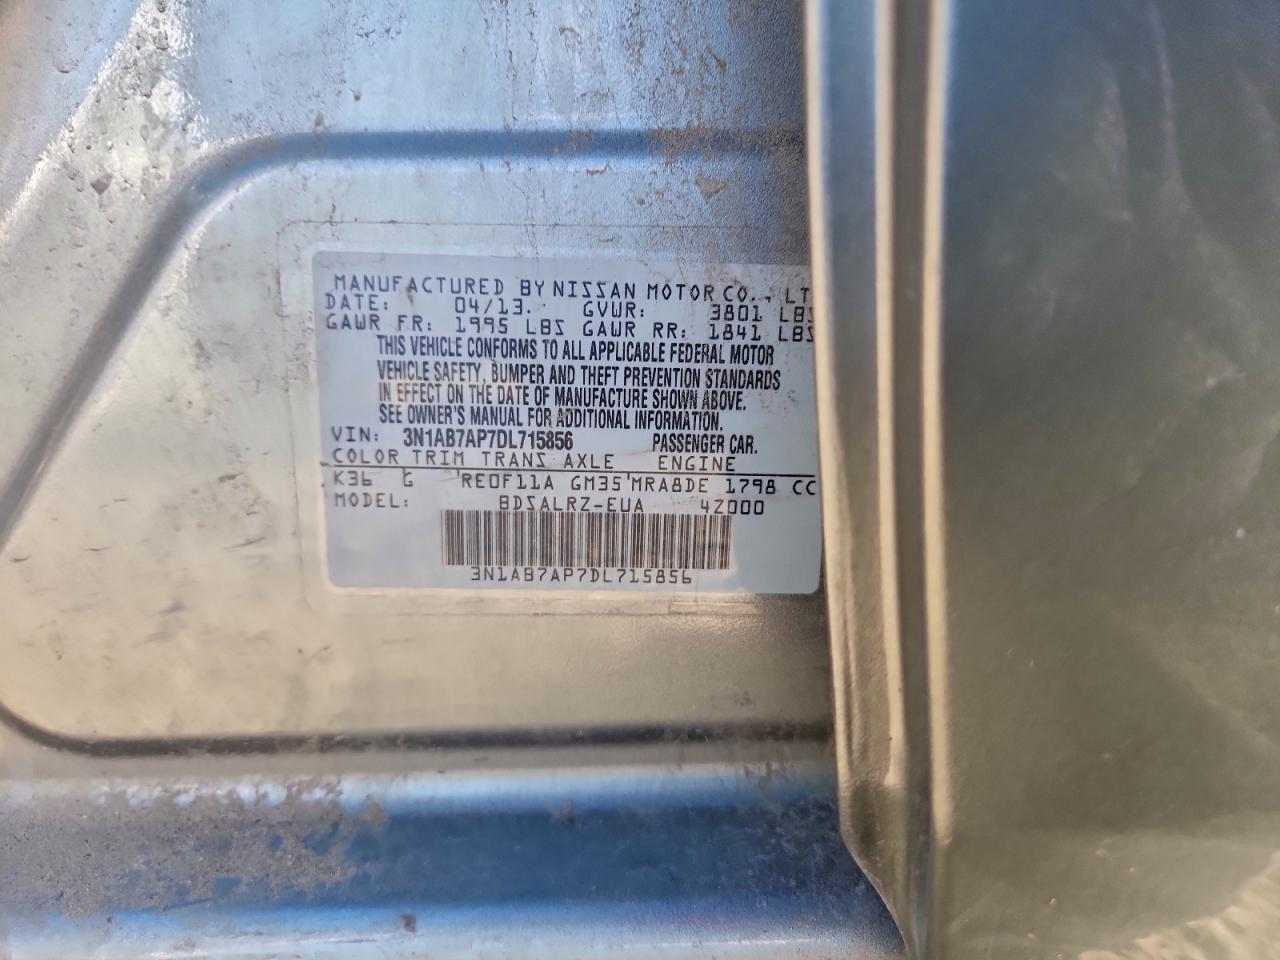 MANUFACTURED BY NISSAN MOTOR CO., LT
DATE: 04/13. GVWR: 3801 LBS
GAWR FR: 1995 LBS GAWR RR: 1841 LBS
THIS VEHICLE CONFORMS TO ALL APPLICABLE FEDERAL MOTOR
VEHICLE SAFETY, BUMPER AND THEFT PREVENTION STANDARDS
IN EFFECT ON THE DATE OF MANUFACTURE SHOWN ABOVE.
SEE OWNER'S MANUAL FOR ADDITIONAL INFORMATION.
VIN: 3N1AB7AP7DL715856 PASSENGER CAR.
COLOR TRIM TRANS AXLE ENGINE
K36 G RE0F11A GM35 MRA8DE 1798 CC
MODEL: BDSALRZ-EUA 4Z000
3N1AB7AP7DL715856